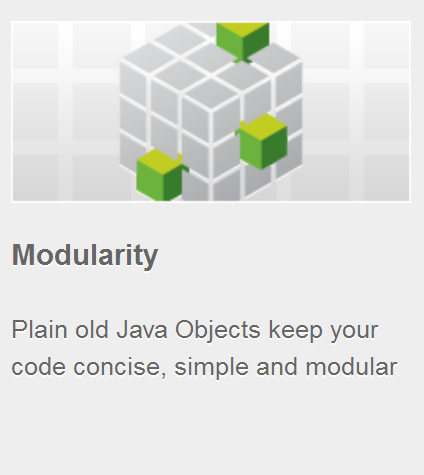 Modularity
Plain old Java Objects keep your
code concise, simple and modular